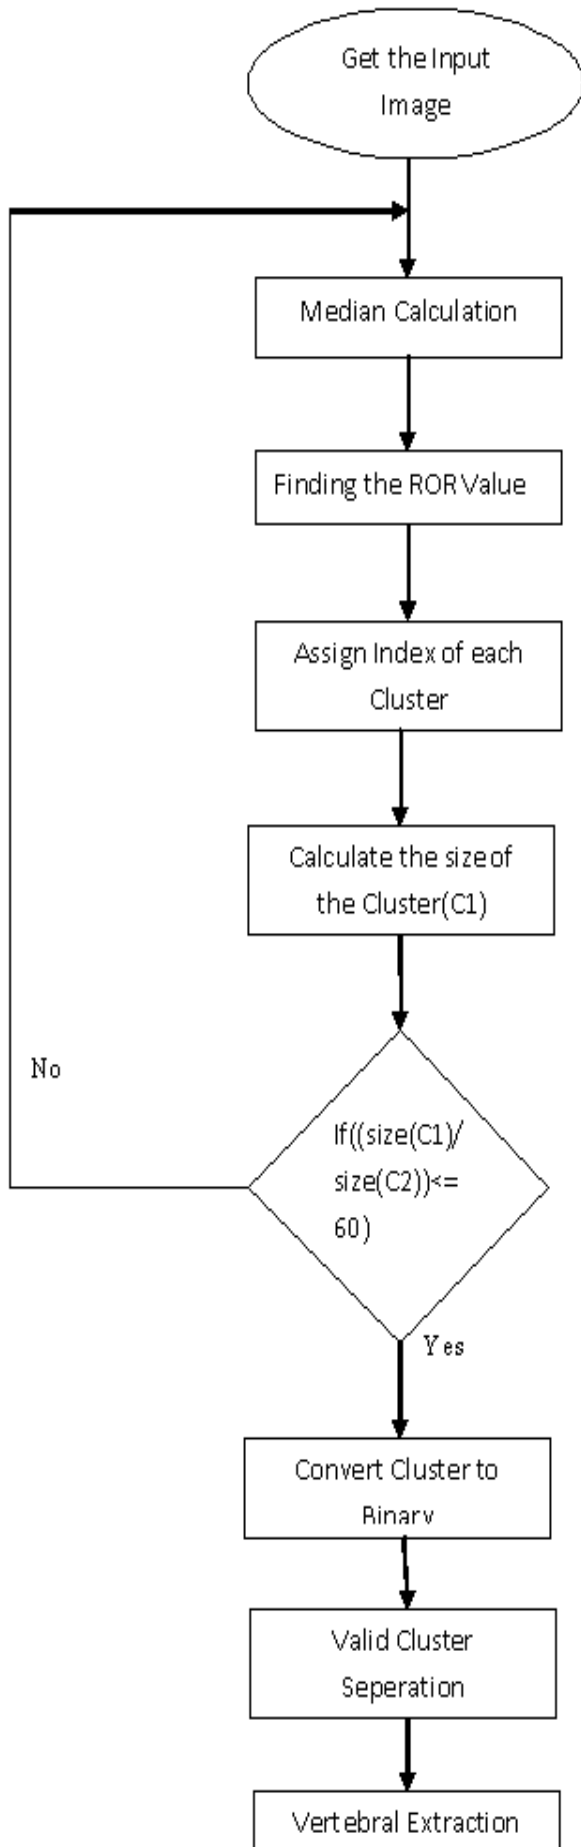 Get the Input
Image
Median Calculation
Finding the ROR Value
Assign Index of each
Cluster
Calculate the size of
the Cluster(C1)
No
If((size(C1)/
size(C2))<=
60)
Yes
Convert Cluster to
Binary
Valid Cluster
Seperation
Vertebral Extraction